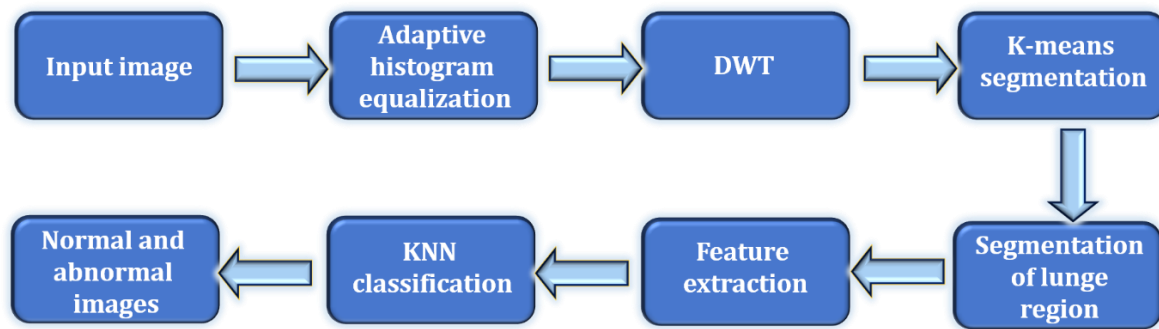 Input image
Adaptive
histogram
equalization
DWT
K-means
segmentation
Segmentation
of lunge
region
Feature
extraction
KNN
classification
Normal and
abnormal
images